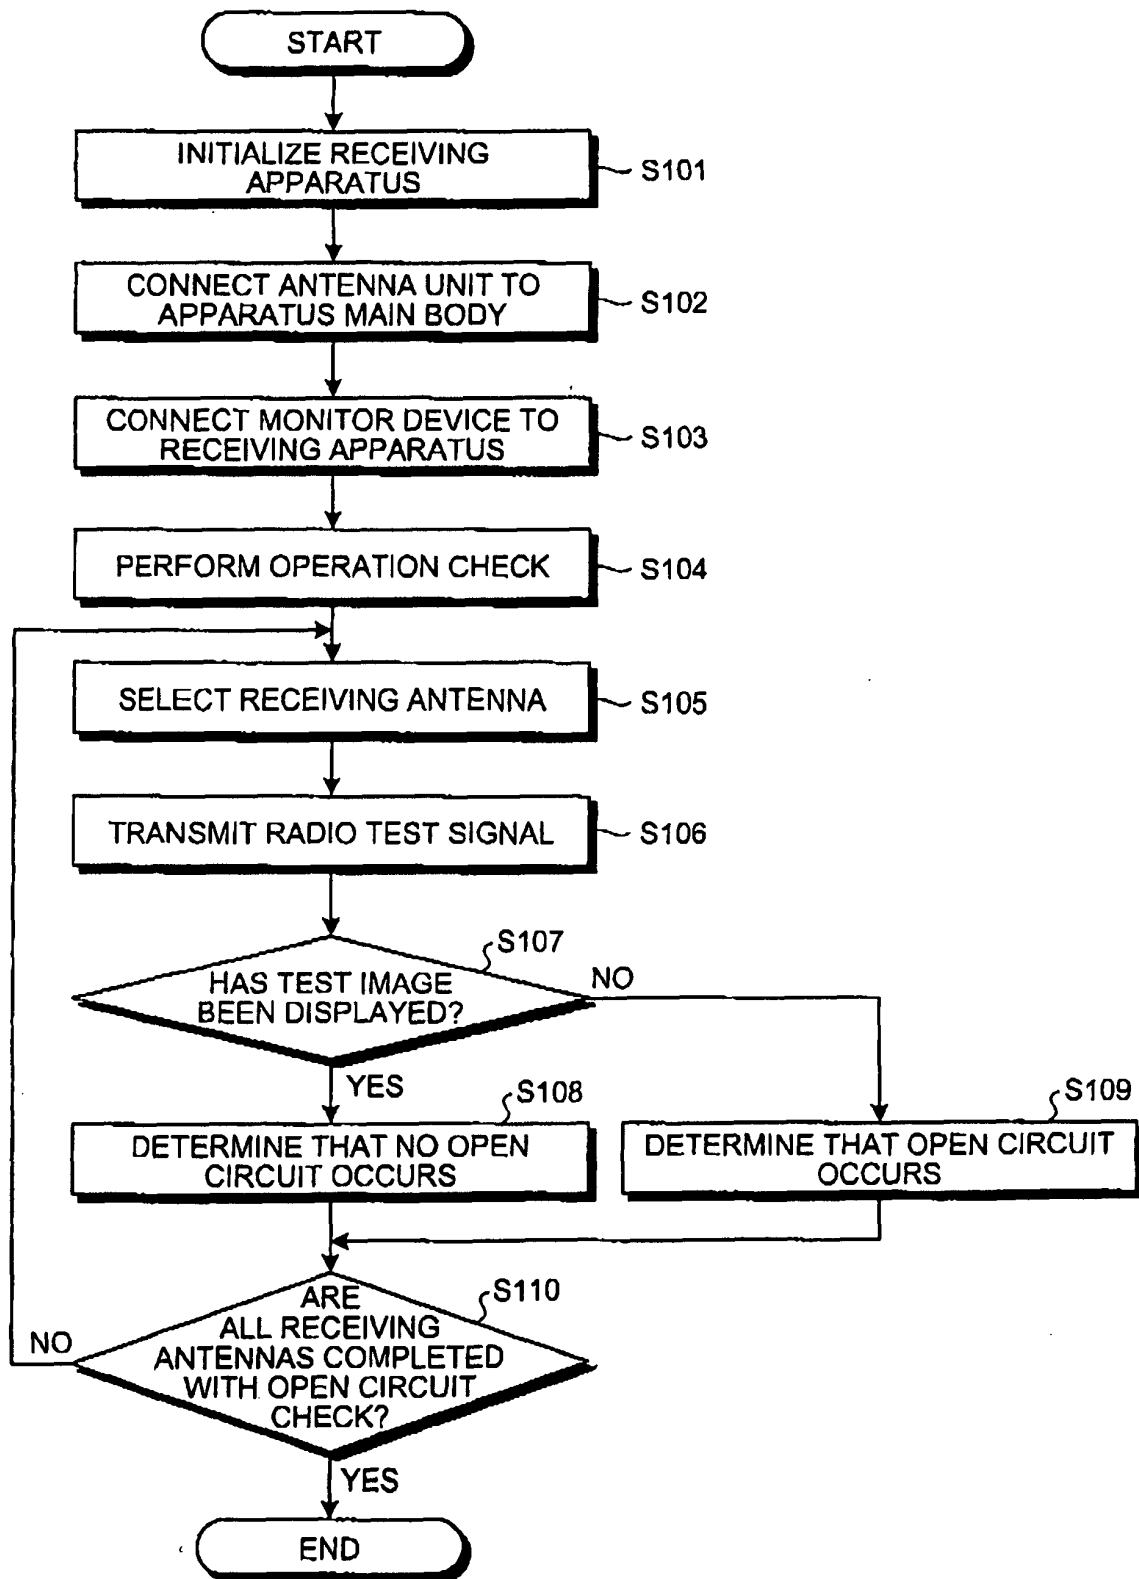 START
INITIALIZE RECEIVING
APPARATUS
S101
CONNECT ANTENNA UNIT TO
APPARATUS MAIN BODY
S102
CONNECT MONITOR DEVICE TO
RECEIVING APPARATUS
S103
PERFORM OPERATION CHECK
S104
SELECT RECEIVING ANTENNA
S105
TRANSMIT RADIO TEST SIGNAL
S106
S107
HAS TEST IMAGE
BEEN DISPLAYED?
NO
YES
S108
DETERMINE THAT NO OPEN
CIRCUIT OCCURS
S109
DETERMINE THAT OPEN CIRCUIT
OCCURS
S110
ARE
ALL RECEIVING
ANTENNAS COMPLETED
WITH OPEN CIRCUIT
CHECK?
NO
YES
END